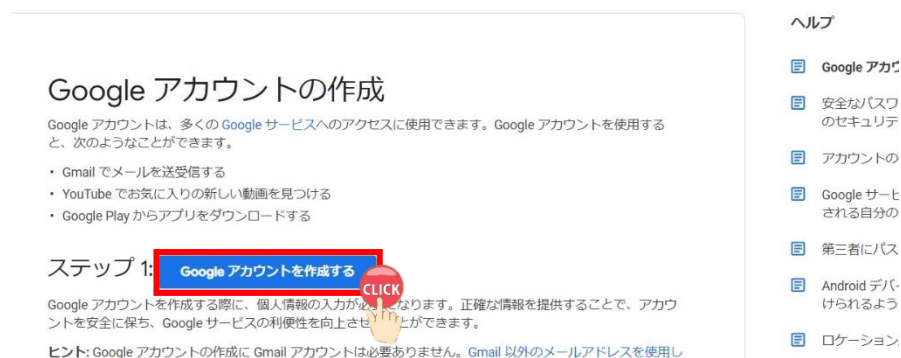 Google アカウントの作成
Google アカウントは、多くの Google サービスへのアクセスに使用できます。Google アカウントを使用する
と、次のようなことができます。
• Gmail でメールを送受信する
• YouTube でお気に入りの新しい動画を見つける
• Google Play からアプリをダウンロードする
ステップ 1:
Google アカウントを作成する
CLICK
Google アカウントを作成する際に、個人情報の入力が必 なります。正確な情報を提供することで、アカウ
ントを安全に保ち、Google サービスの利便性を向上させ とができます。
ヒント: Google アカウントの作成に Gmail アカウントは必要ありません。Gmail 以外のメールアドレスを使用し
ヘルプ
Google アカウ
安全なパスワ
のセキュリテ
アカウントの
Google サービ
される自分の
第三者にパス
Android デバイ
けられるよう
ロケーション